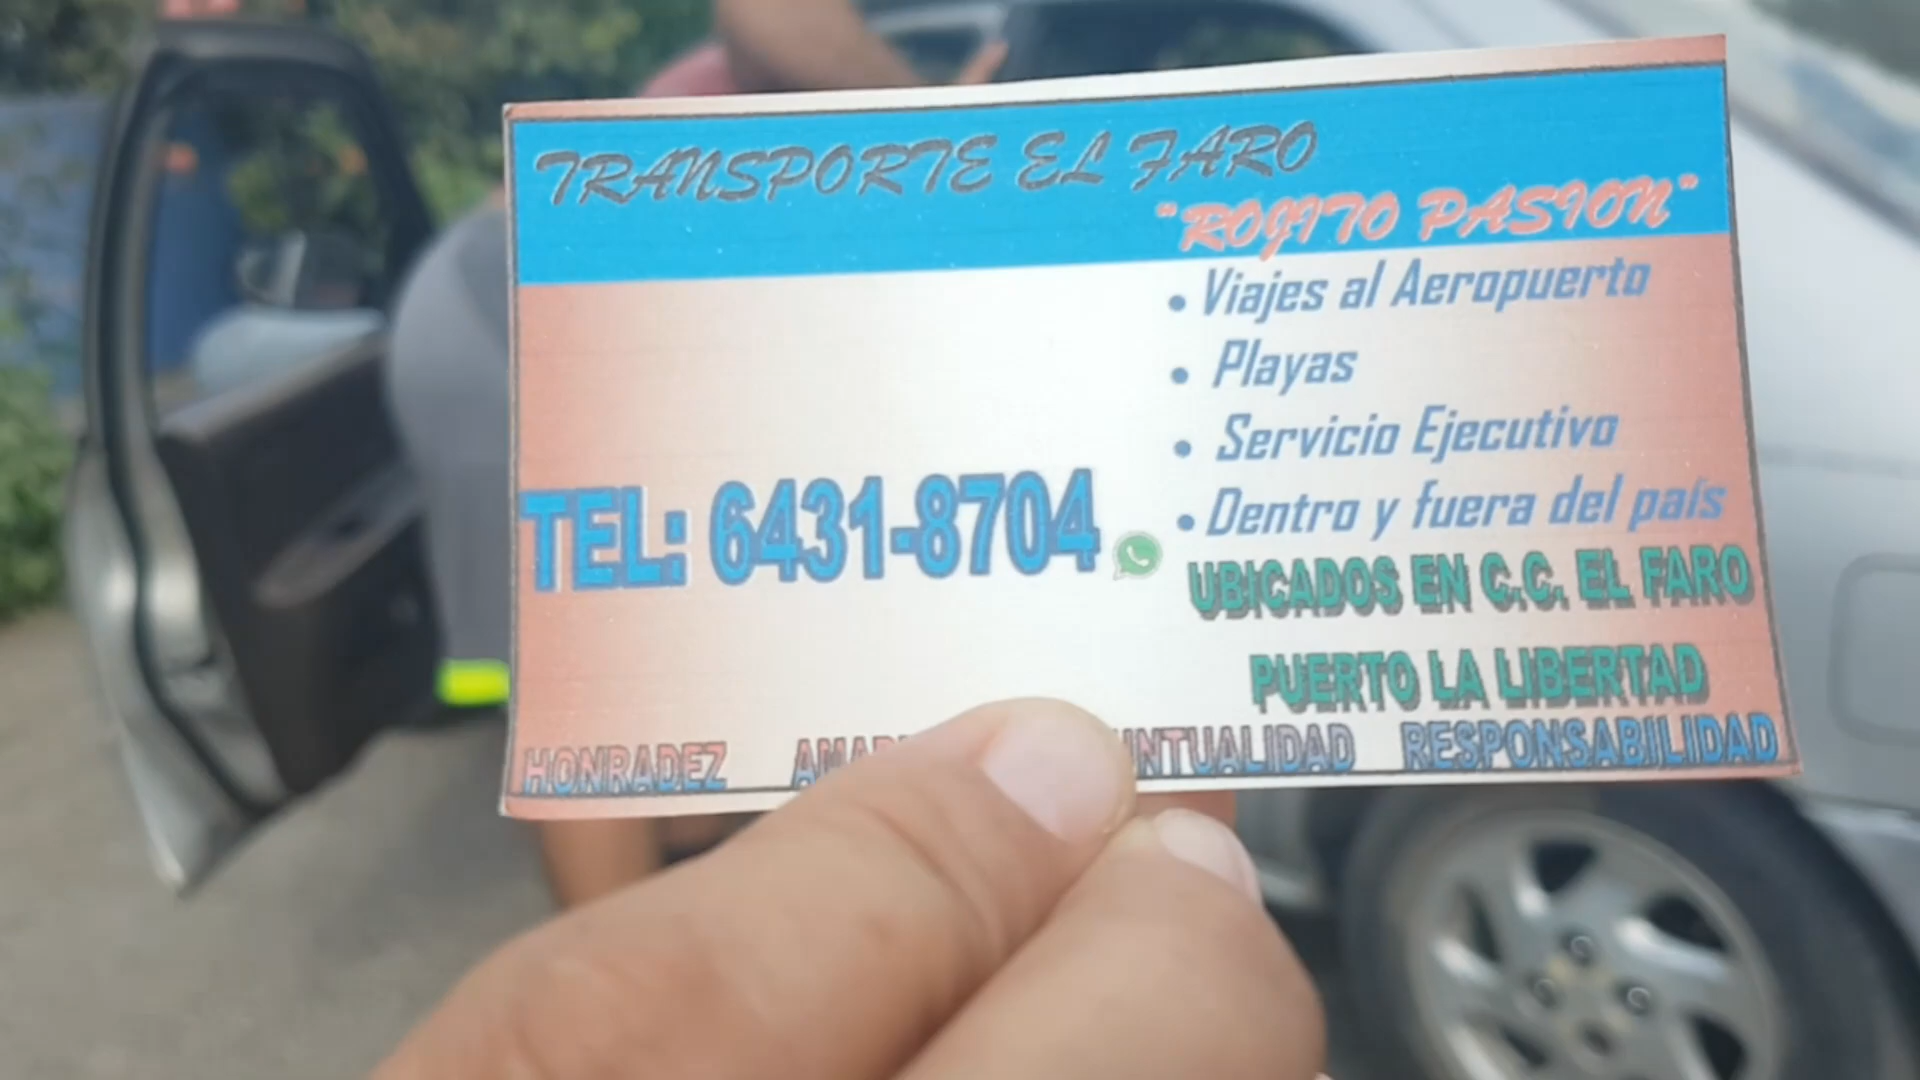 TRANSPORTE EL FARO
"ROJITO PASION"
• Viajes al Aeropuerto
• Playas
• Servicio Ejecutivo
• Dentro y fuera del país
TEL: 6431-8704
UBICADOS EN C.C. EL FARO
PUERTO LA LIBERTAD
HONRADEZ RESPONSABILIDAD